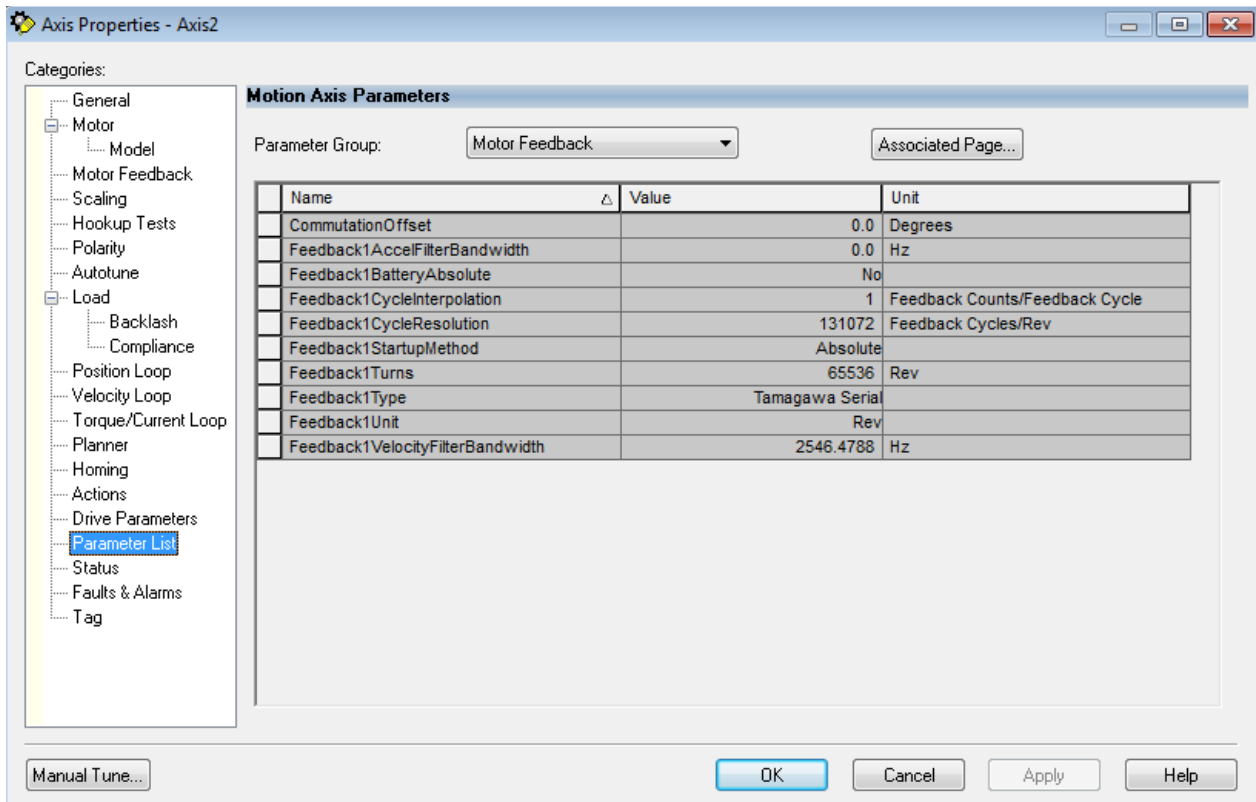 Axis Properties - Axis2
Categories:
General
Motor
Model
Motor Feedback
Scaling
Hookup Tests
Polarity
Autotune
Load
Backlash
Compliance
Position Loop
Velocity Loop
Torque/Current Loop
Planner
Homing
Actions
Drive Parameters
Parameter List
Status
Faults & Alarms
Tag
Motion Axis Parameters
Parameter Group: Motor Feedback Associated Page...
Name Value Unit
CommutationOffset 0.0 Degrees
Feedback1AccelFilterBandwidth 0.0 Hz
Feedback1BatteryAbsolute No
Feedback1CycleInterpolation 1 Feedback Counts/Feedback Cycle
Feedback1CycleResolution 131072 Feedback Cycles/Rev
Feedback1StartupMethod Absolute
Feedback1Turns 65536 Rev
Feedback1Type Tamagawa Serial
Feedback1Unit Rev
Feedback1VelocityFilterBandwidth 2546.4788 Hz
Manual Tune... OK Cancel Apply Help